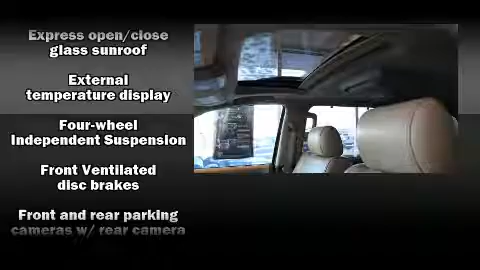 Express open/close
glass sunroof
External
temperature display
Four-wheel
Independent Suspension
Front Ventilated
disc brakes
Front and rear parking
cameras w/ rear camera